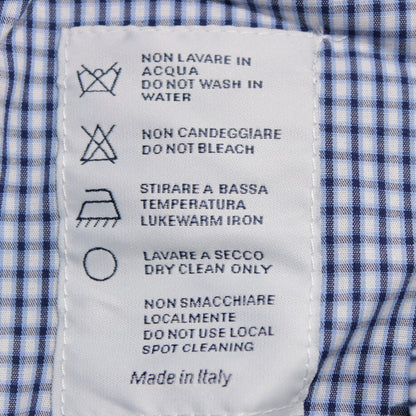 NON LAVARE IN
ACQUA
DO NOT WASH IN
WATER
NON CANDEGGIARE
DO NOT BLEACH
STIRARE A BASSA
TEMPERATURA
LUKEWARM IRON
LAVARE A SECCO
DRY CLEAN ONLY
NON SMACCHIARE
LOCALMENTE
DO NOT USE LOCAL
SPOT CLEANING
Made in Italy